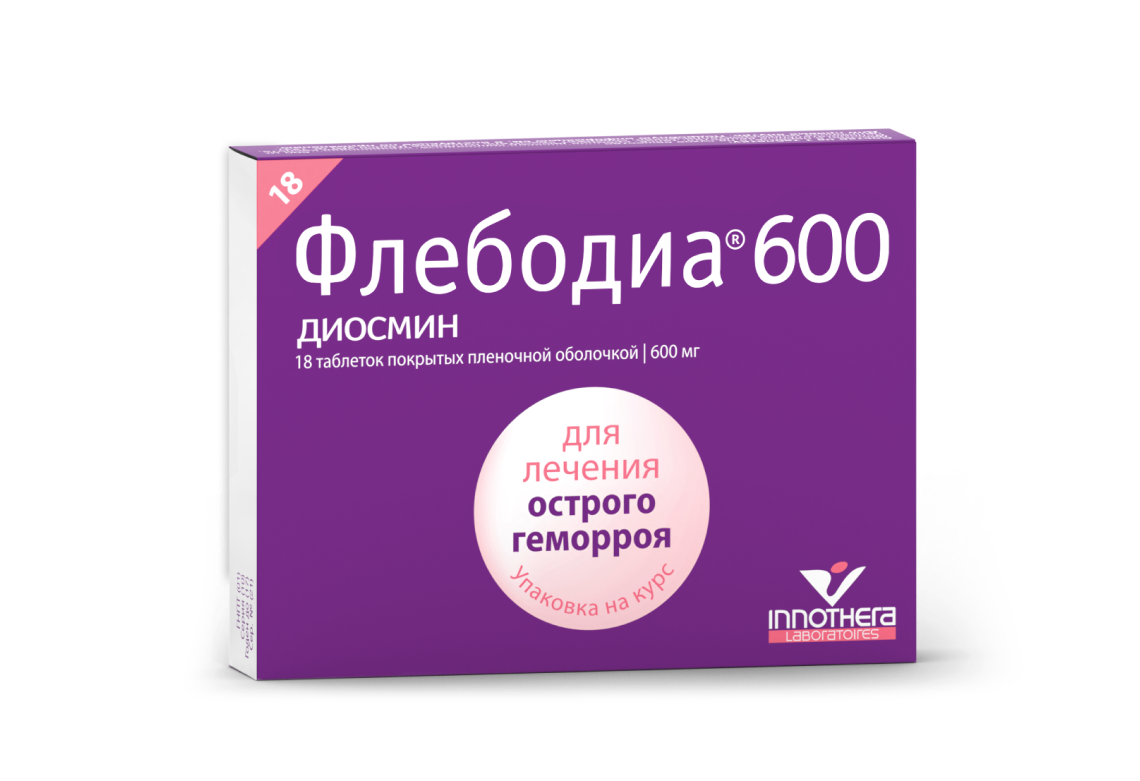 18
Флебодиа® 600
ДИОСМИН
18 таблеток покрытых пленочной оболочкой | 600 мг
для
лечения
острого
геморроя
Упаковка на курс
INNOTHERA
LABORATOIRES